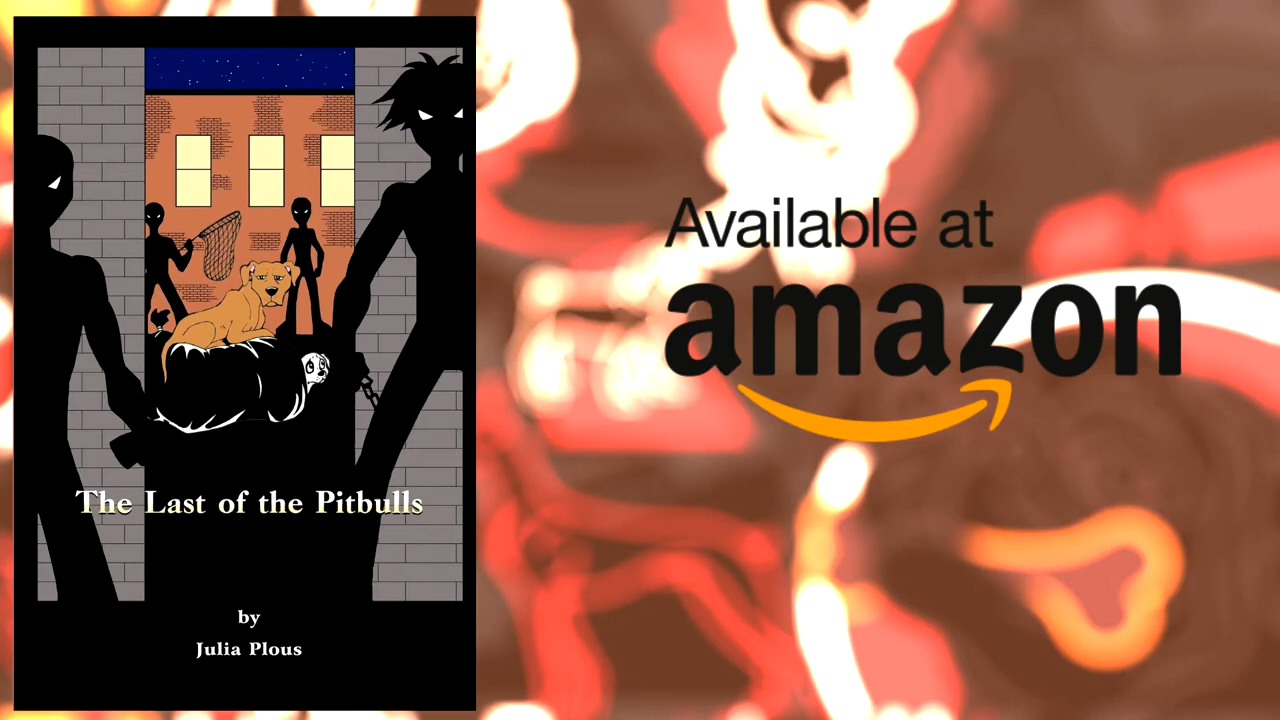 The Last of the Pitbulls
by
Julia Plous
Available at
amazon